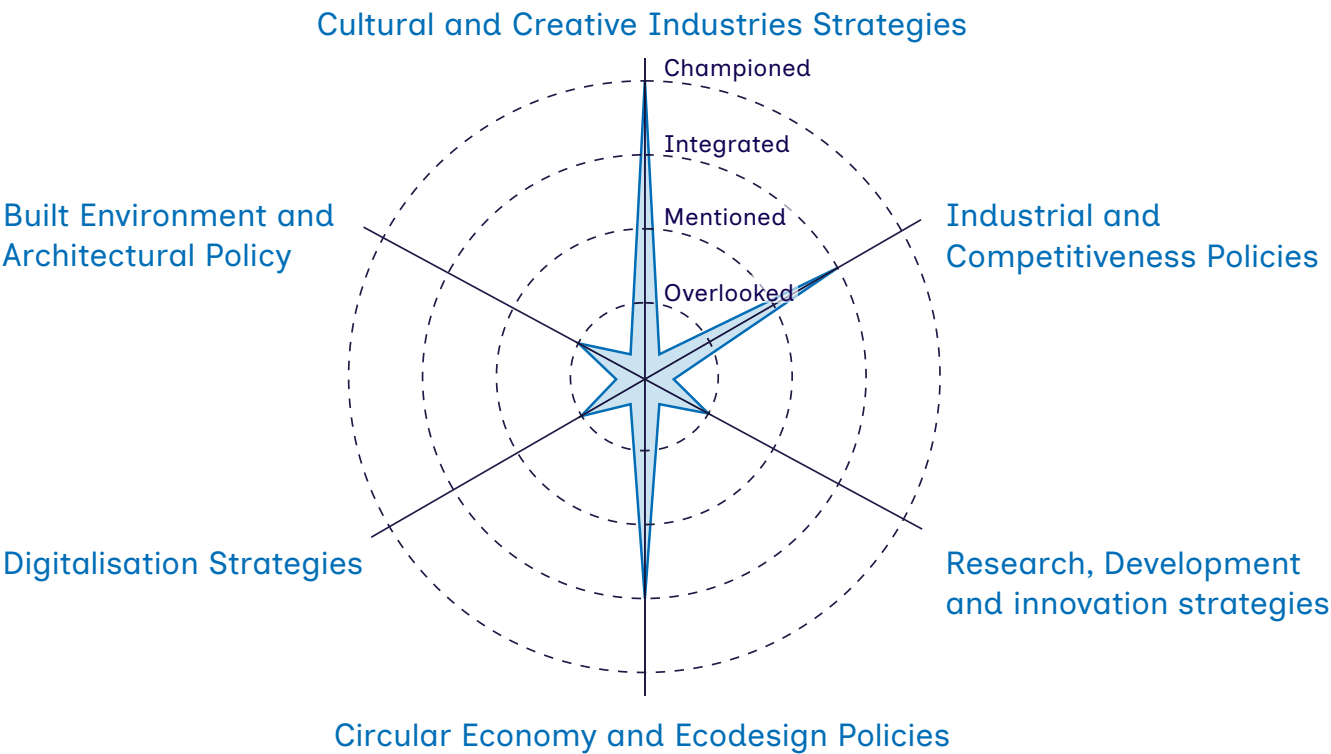 Cultural and Creative Industries Strategies
Championed
Integrated
Mentioned
Overlooked
Built Environment and
Architectural Policy
Industrial and
Competitiveness Policies
Digitalisation Strategies
Research, Development
and innovation strategies
Circular Economy and Ecodesign Policies